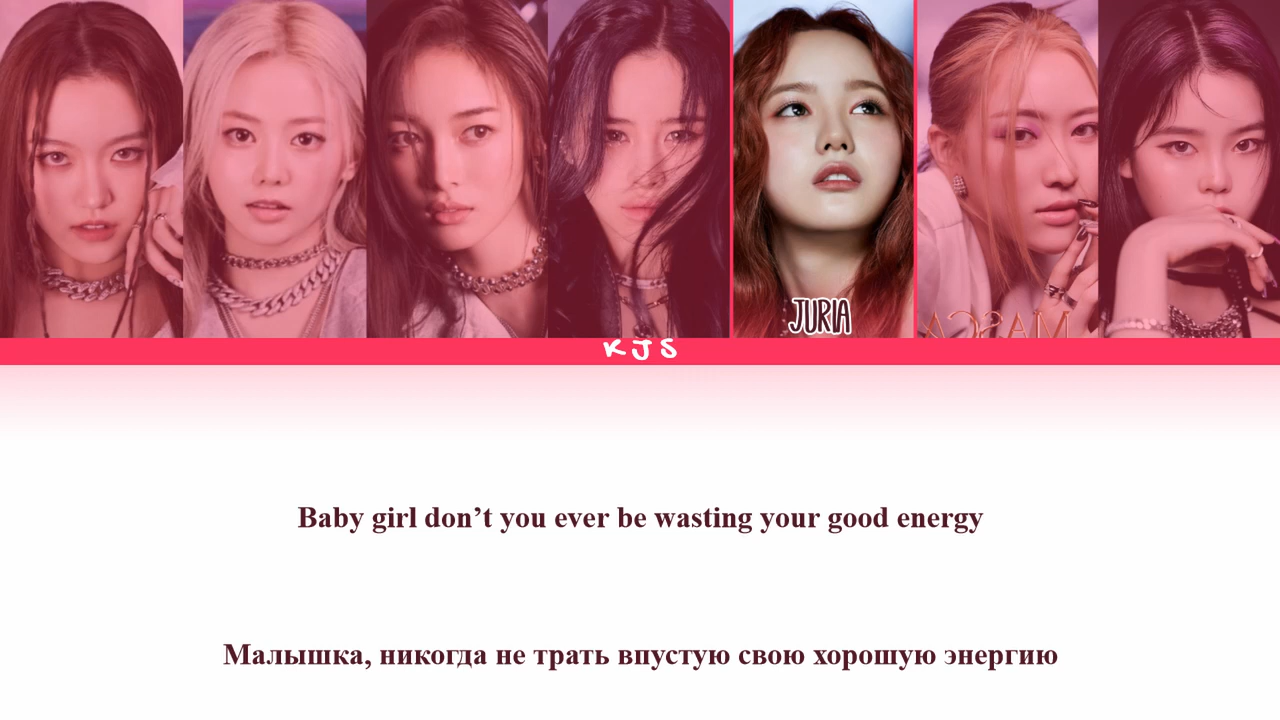 JURIA
MASCA
KJS
Baby girl don’t you ever be wasting your good energy
Малышка, никогда не трать впустую свою хорошую энергию